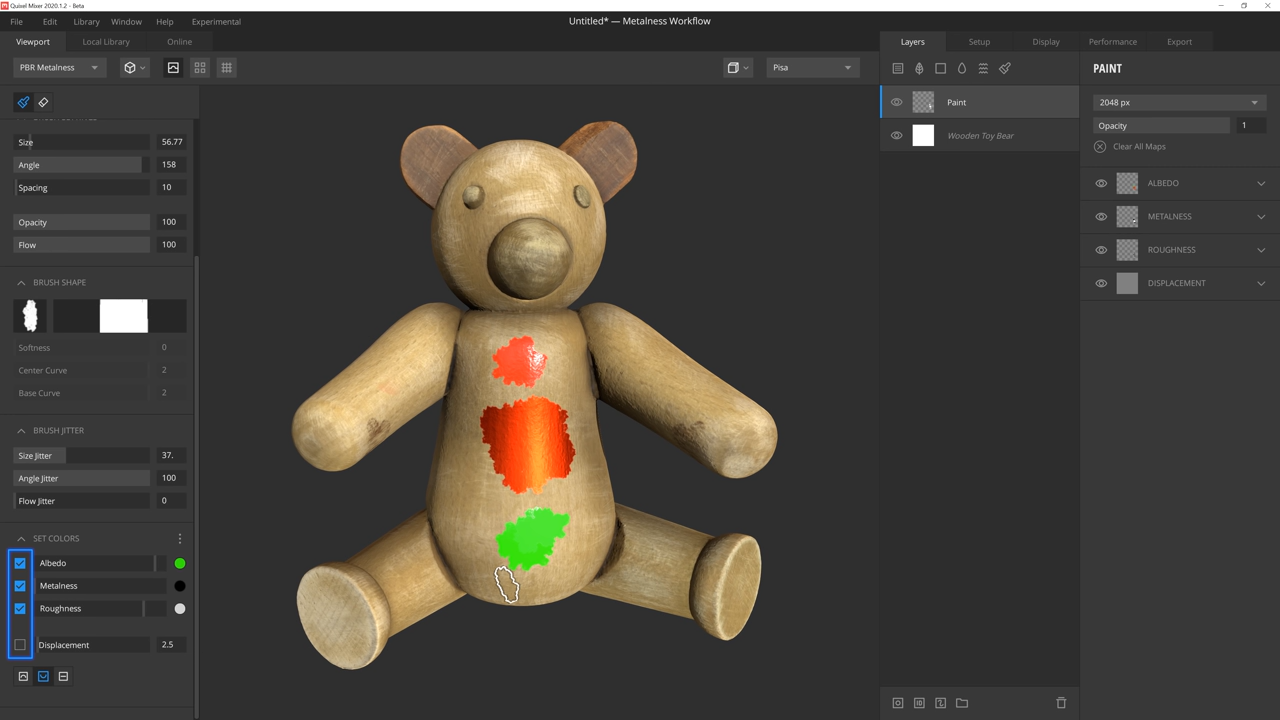 Quixel Mixer 2020.1.2 - Beta
File Edit Library Window Help Experimental
Untitled* — Metalness Workflow
Viewport Local Library Online
Layers Setup Display Performance Export
PBR Metalness
Pisa
PAINT
2048 px
Opacity 1
Clear All Maps
ALBEDO
METALNESS
ROUGHNESS
DISPLACEMENT
Paint
Wooden Toy Bear
Size 56.77
Angle 158
Spacing 10
Opacity 100
Flow 100
BRUSH SHAPE
Softness 0
Center Curve 2
Base Curve 2
BRUSH JITTER
Size Jitter 37.
Angle Jitter 100
Flow Jitter 0
SET COLORS
Albedo
Metalness
Roughness
Displacement 2.5